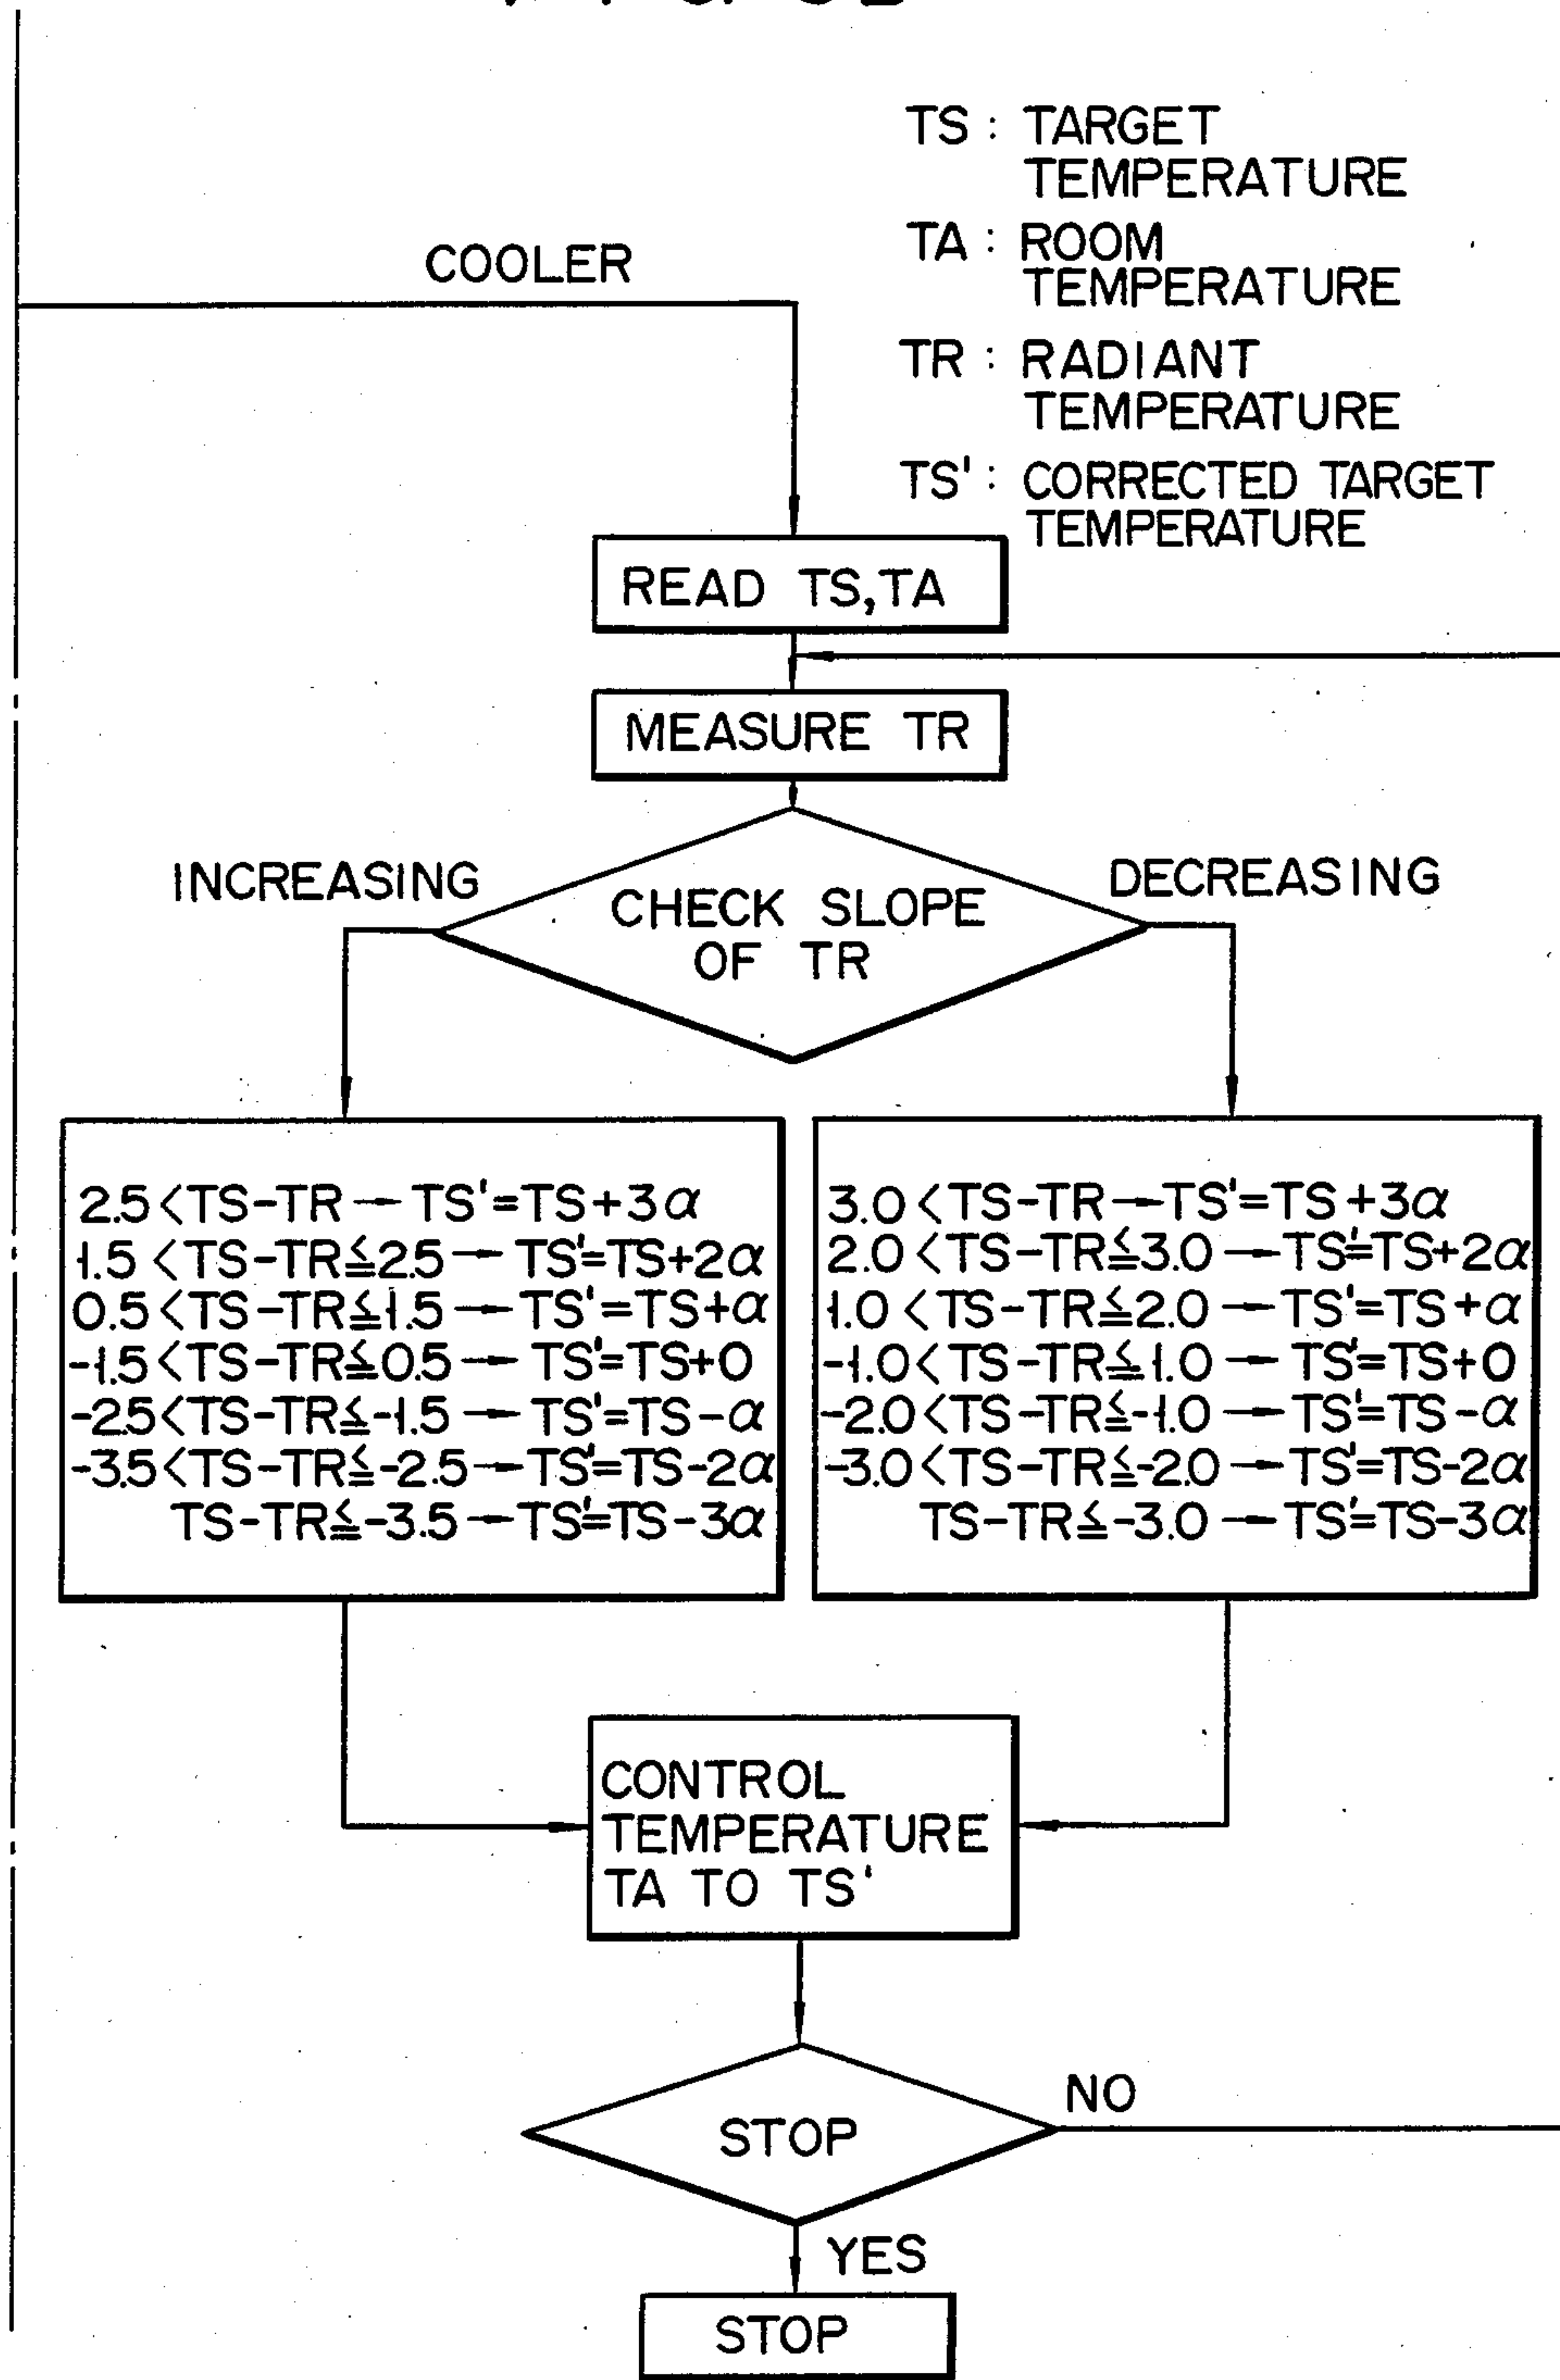 TS : TARGET
TEMPERATURE
TA : ROOM
TEMPERATURE
TR : RADIANT
TEMPERATURE
TS' : CORRECTED TARGET
TEMPERATURE
COOLER
READ TS,TA
MEASURE TR
INCREASING
CHECK SLOPE
OF TR
DECREASING
2.5<TS-TR→TS'=TS+3α
1.5<TS-TR≦2.5→TS'=TS+2α
0.5<TS-TR≦1.5→TS'=TS+α
-1.5<TS-TR≦0.5→TS'=TS+0
-2.5<TS-TR≦-1.5→TS'=TS-α
-3.5<TS-TR≦-2.5→TS'=TS-2α
TS-TR≦-3.5→TS'=TS-3α
3.0<TS-TR→TS'=TS+3α
2.0<TS-TR≦3.0→TS'=TS+2α
1.0<TS-TR≦2.0→TS'=TS+α
-1.0<TS-TR≦1.0→TS'=TS+0
-2.0<TS-TR≦-1.0→TS'=TS-α
-3.0<TS-TR≦-2.0→TS'=TS-2α
TS-TR≦-3.0→TS'=TS-3α
CONTROL
TEMPERATURE
TA TO TS'
STOP
NO
YES
STOP